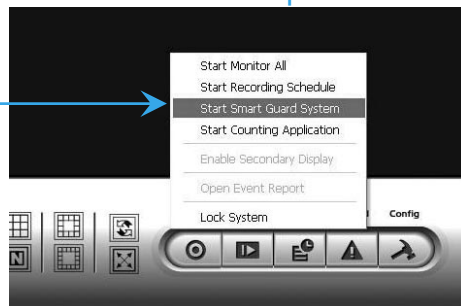 Start Monitor All
Start Recording Schedule
Start Smart Guard System
Start Counting Application
Enable Secondary Display
Open Event Report
Lock System
Config
N